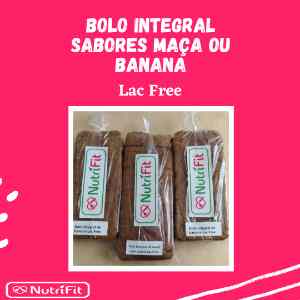 BOLO INTEGRAL
SABORES MAÇA OU
BANANA
Lac Free
NutriFit
NutriFit
NutriFit
NutriFit